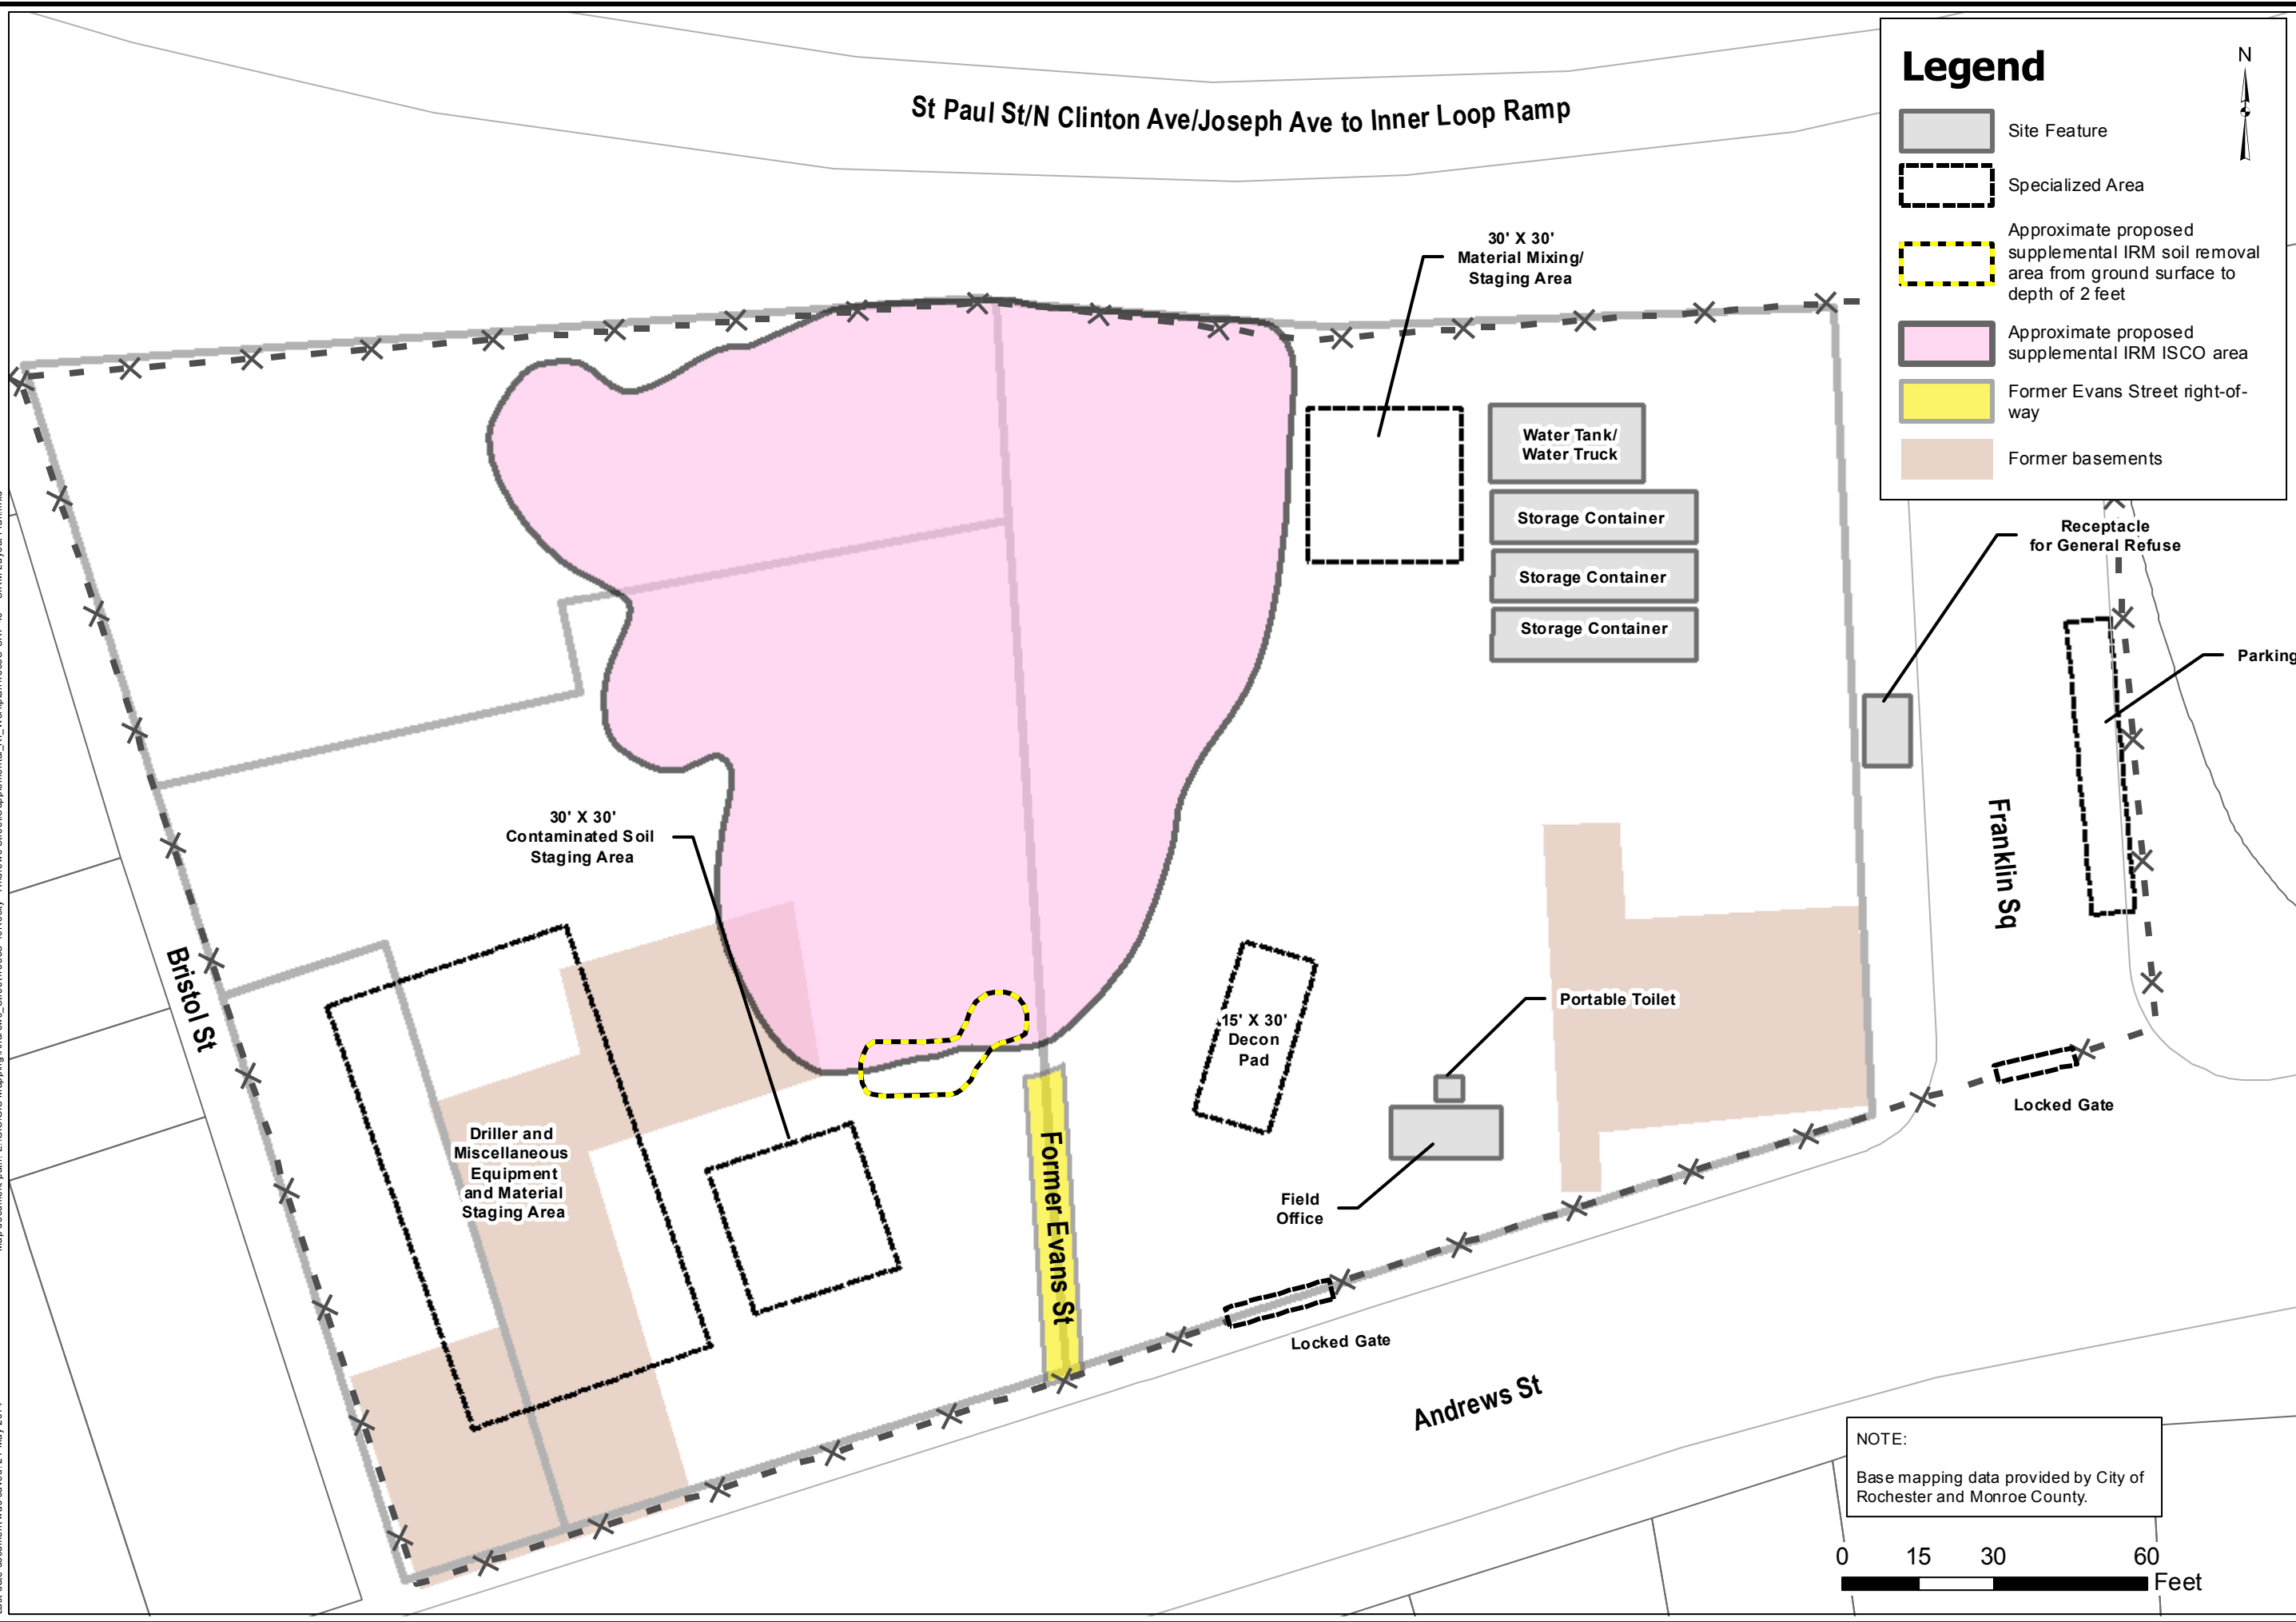 St Paul St/N Clinton Ave/Joseph Ave to Inner Loop Ramp
Legend
N
Site Feature
Specialized Area
Approximate proposed
supplemental IRM soil removal
area from ground surface to
depth of 2 feet
Approximate proposed
supplemental IRM ISCO area
Former Evans Street right-of-
way
Former basements
30' X 30'
Material Mixing/
Staging Area
Water Tank/
Water Truck
Storage Container
Storage Container
Storage Container
Receptacle
for General Refuse
Parking
Franklin Sq
30' X 30'
Contaminated Soil
Staging Area
Bristol St
15' X 30'
Decon
Pad
Portable Toilet
Locked Gate
Driller and
Miscellaneous
Equipment
and Material
Staging Area
Former Evans St
Field
Office
Locked Gate
Andrews St
NOTE:
Base mapping data provided by City of
Rochester and Monroe County.
0 15 30 60
Feet